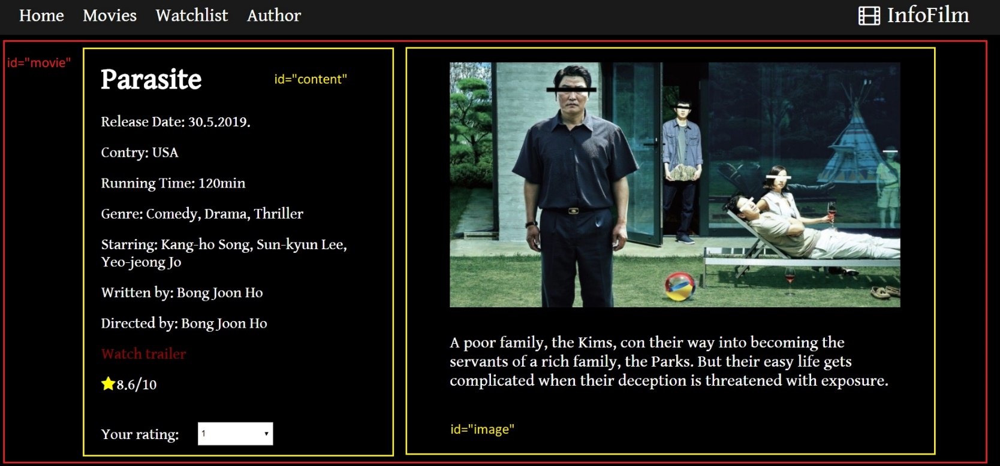 Home Movies Watchlist Author InfoFilm
id="movie"
Parasite
id="content"
Release Date: 30.5.2019.
Contry: USA
Running Time: 120min
Genre: Comedy, Drama, Thriller
Starring: Kang-ho Song, Sun-kyun Lee,
Yeo-jeong Jo
Written by: Bong Joon Ho
Directed by: Bong Joon Ho
Watch trailer
8.6/10
Your rating: 1
A poor family, the Kims, con their way into becoming the
servants of a rich family, the Parks. But their easy life gets
complicated when their deception is threatened with exposure.
id="image"